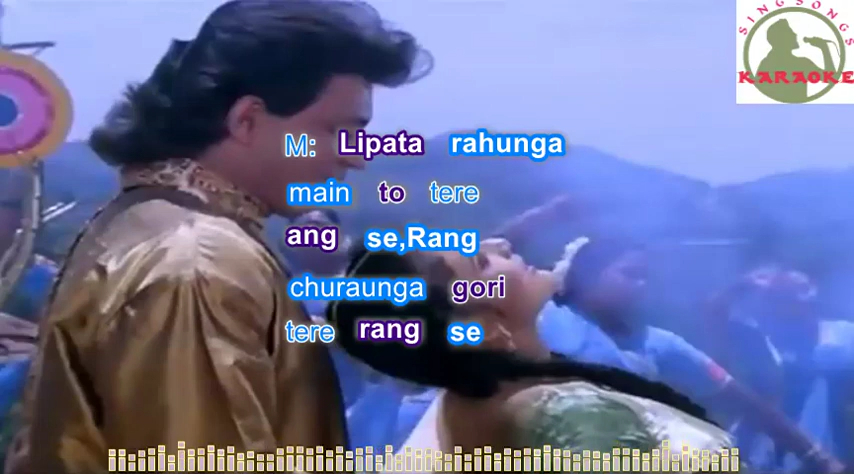 SING SONGS
KARAOKE
M: Lipata rahunga
main to tere
ang se,Rang
churaunga gori
tere rang se